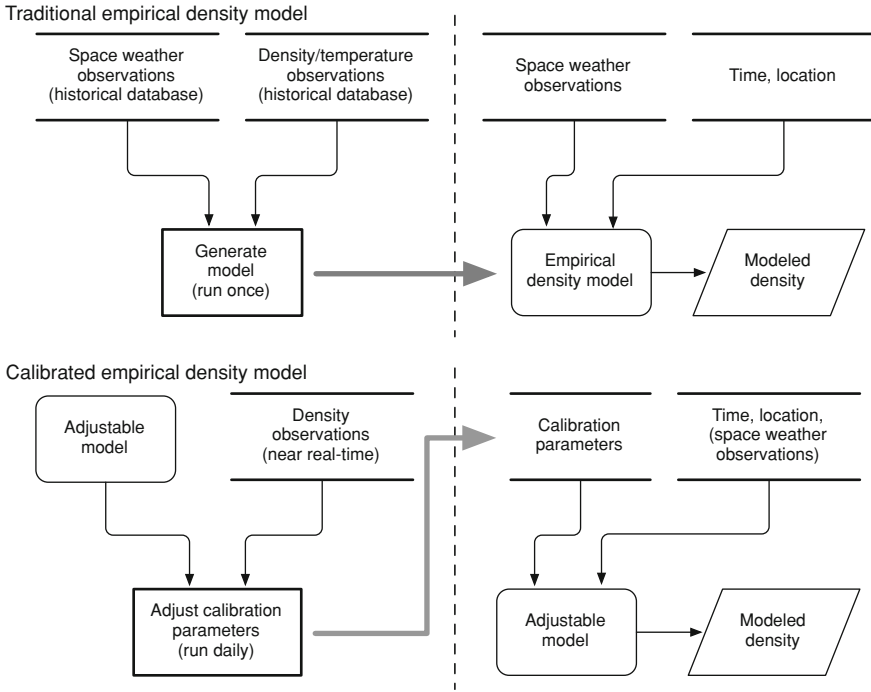 Traditional empirical density model
Space weather
observations
(historical database)
Density/temperature
observations
(historical database)
Space weather
observations
Time, location
Generate
model
(run once)
Empirical
density model
Modeled
density
Calibrated empirical density model
Adjustable
model
Density
observations
(near real-time)
Calibration
parameters
Time, location,
(space weather
observations)
Adjust calibration
parameters
(run daily)
Adjustable
model
Modeled
density